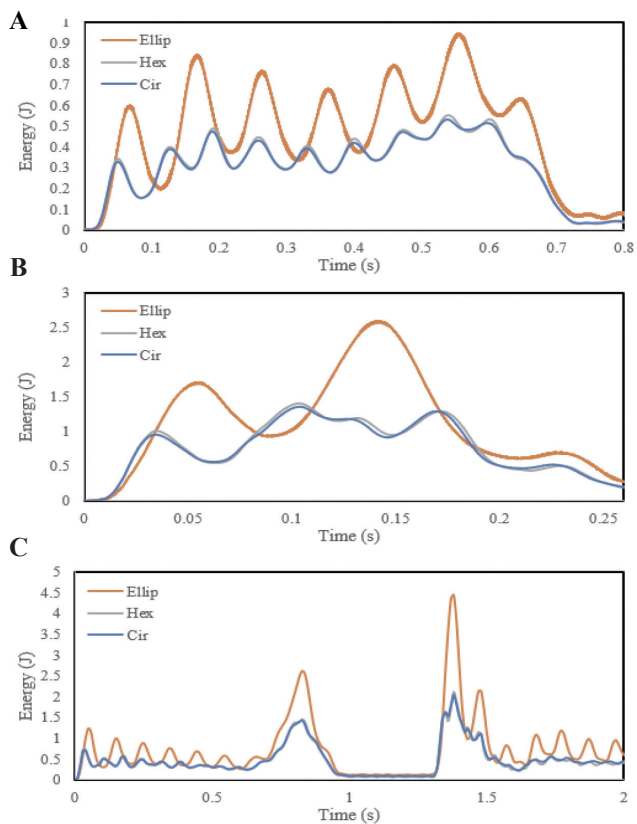 A
Energy (J)
1
0.9
0.8
0.7
0.6
0.5
0.4
0.3
0.2
0.1
0
Ellip
Hex
Cir
0 0.1 0.2 0.3 0.4 0.5 0.6 0.7 0.8
Time (s)
B
Energy (J)
3
2.5
2
1.5
1
0.5
0
Ellip
Hex
Cir
0 0.05 0.1 0.15 0.2 0.25
Time (s)
C
Energy (J)
5
4.5
4
3.5
3
2.5
2
1.5
1
0.5
0
Ellip
Hex
Cir
0 0.5 1 1.5 2
Time (s)